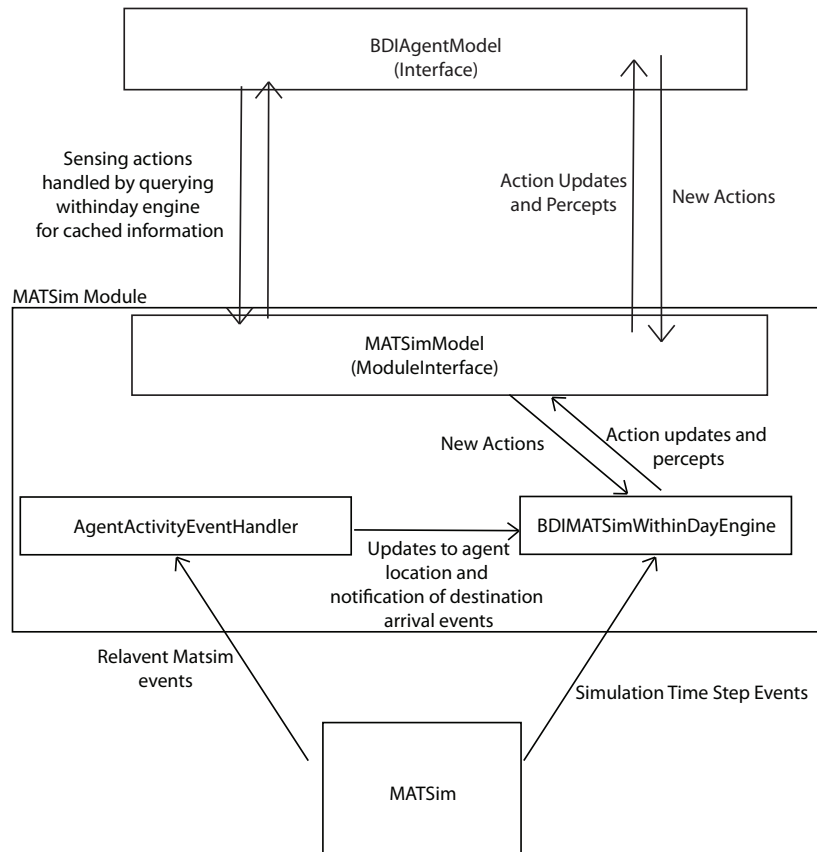 BDIAgentModel
(Interface)
Sensing actions
handled by querying
withinday engine
for cached information
Action Updates
and Percepts
New Actions
MATSim Module
MATSimModel
(ModuleInterface)
New Actions
Action updates and
percepts
AgentActivityEventHandler
BDIMATSimWithinDayEngine
Updates to agent
location and
notification of destination
arrival events
Relavent Matsim
events
Simulation Time Step Events
MATSim